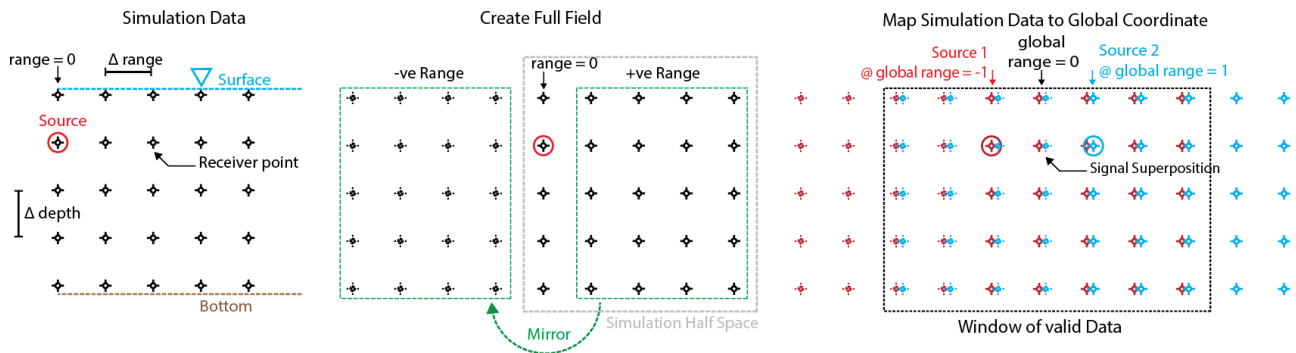 Simulation Data
range = 0
Δ range
Surface
Source
Receiver point
Δ depth
Bottom
Create Full Field
-ve Range
range = 0
+ve Range
Simulation Half Space
Mirror
Map Simulation Data to Global Coordinate
Source 1
@ global range = -1
global
range = 0
Source 2
@ global range = 1
Signal Superposition
Window of valid Data